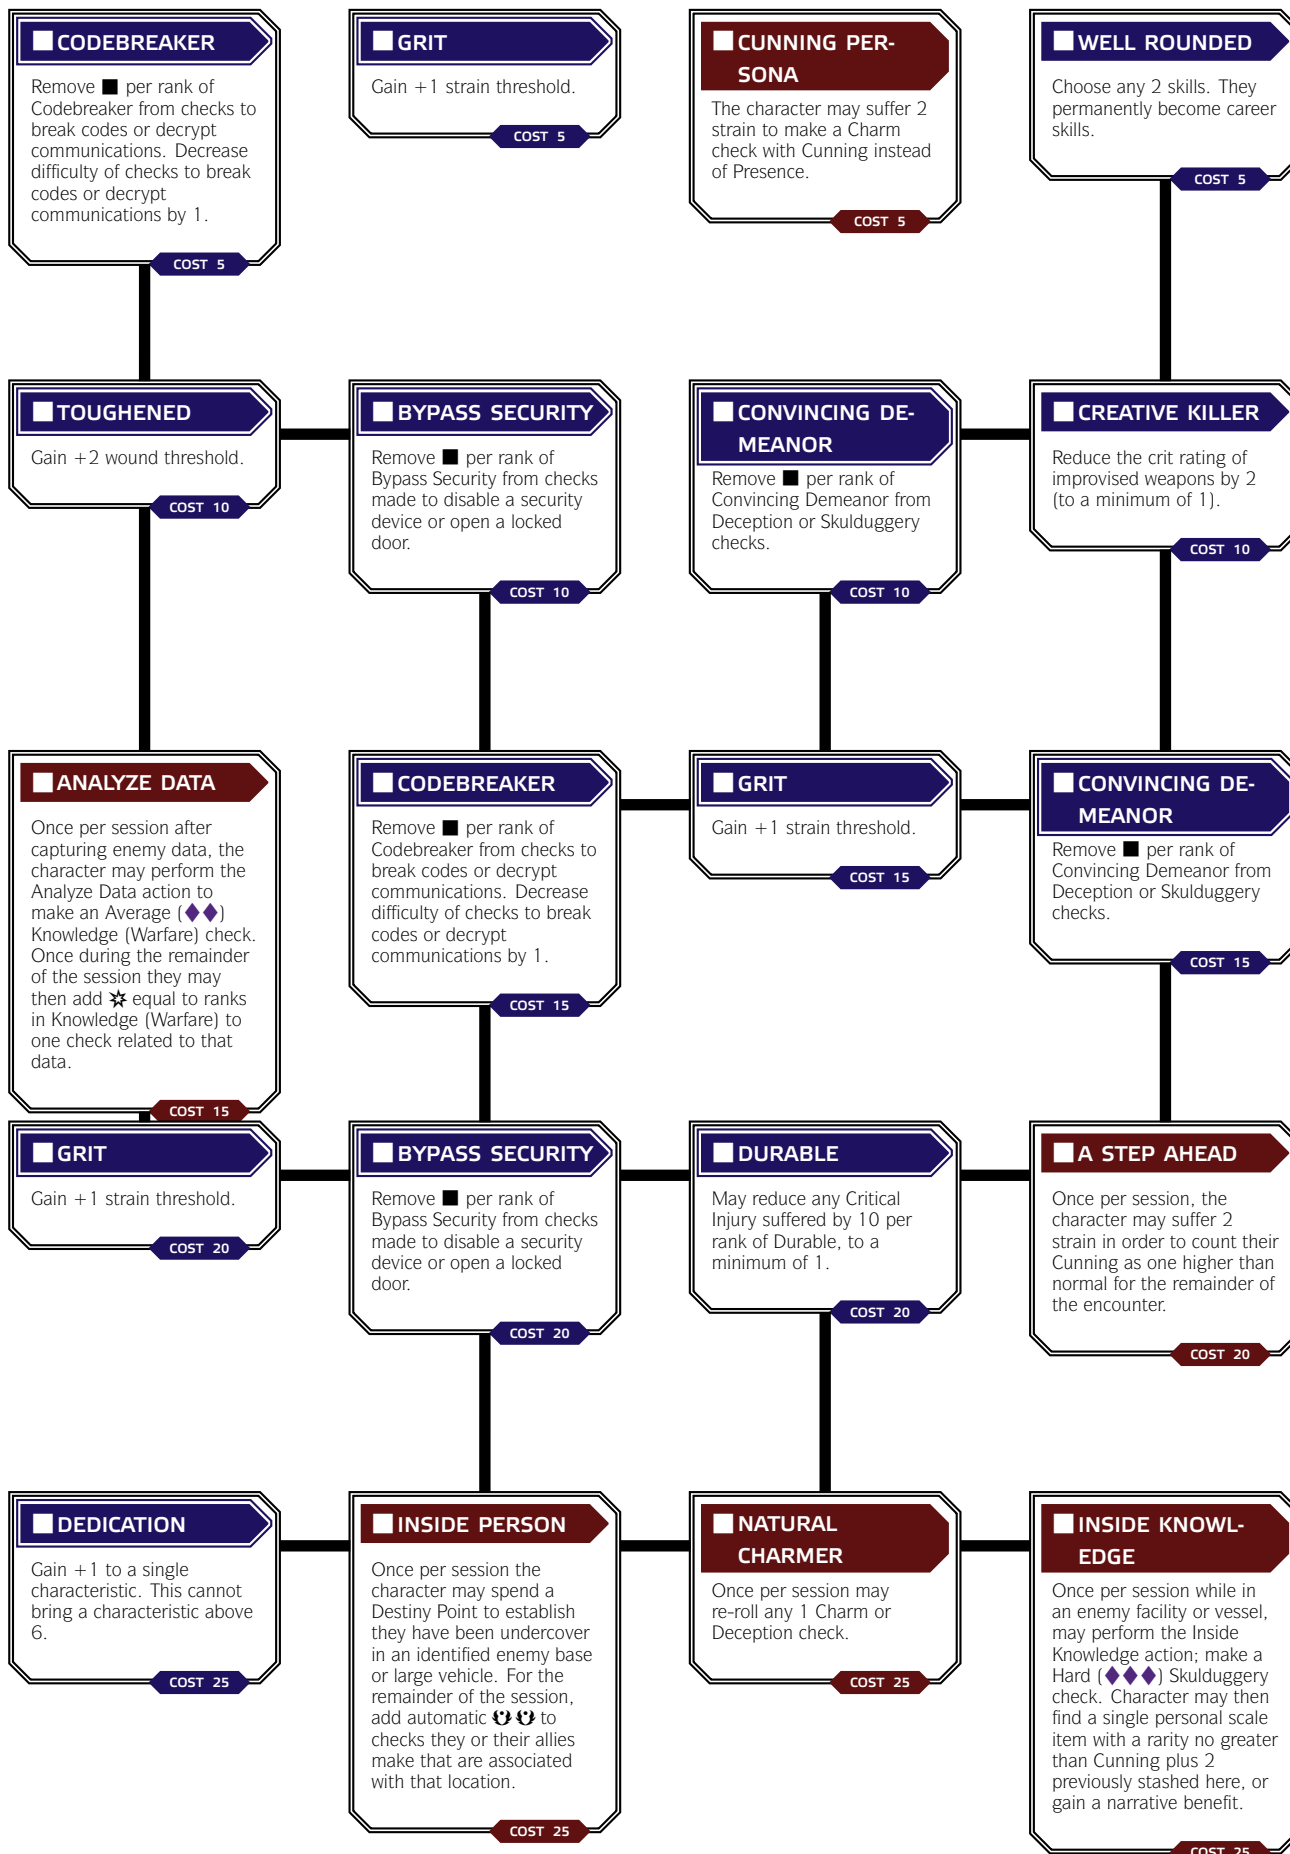 CODEBREAKER
Remove ■ per rank of
Codebreaker from checks to
break codes or decrypt
communications. Decrease
difficulty of checks to break
codes or decrypt
communications by 1.
COST 5
GRIT
Gain +1 strain threshold.
COST 5
CUNNING PER-
SONA
The character may suffer 2
strain to make a Charm
check with Cunning instead
of Presence.
COST 5
WELL ROUNDED
Choose any 2 skills. They
permanently become career
skills.
COST 5
TOUGHENED
Gain +2 wound threshold.
COST 10
BYPASS SECURITY
Remove ■ per rank of
Bypass Security from checks
made to disable a security
device or open a locked
door.
COST 10
CONVINCING DE-
MEANOR
Remove ■ per rank of
Convincing Demeanor from
Deception or Skulduggery
checks.
COST 10
CREATIVE KILLER
Reduce the crit rating of
improvised weapons by 2
(to a minimum of 1).
COST 10
ANALYZE DATA
Once per session after
capturing enemy data, the
character may perform the
Analyze Data action to
make an Average (♦♦)
Knowledge (Warfare) check.
Once during the remainder
of the session they may
then add equal to ranks
in Knowledge (Warfare) to
one check related to that
data.
COST 15
CODEBREAKER
Remove ■ per rank of
Codebreaker from checks to
break codes or decrypt
communications. Decrease
difficulty of checks to break
codes or decrypt
communications by 1.
COST 15
GRIT
Gain +1 strain threshold.
COST 15
CONVINCING DE-
MEANOR
Remove ■ per rank of
Convincing Demeanor from
Deception or Skulduggery
checks.
COST 15
GRIT
Gain +1 strain threshold.
COST 20
BYPASS SECURITY
Remove ■ per rank of
Bypass Security from checks
made to disable a security
device or open a locked
door.
COST 20
DURABLE
May reduce any Critical
Injury suffered by 10 per
rank of Durable, to a
minimum of 1.
COST 20
A STEP AHEAD
Once per session, the
character may suffer 2
strain in order to count their
Cunning as one higher than
normal for the remainder of
the encounter.
COST 20
DEDICATION
Gain +1 to a single
characteristic. This cannot
bring a characteristic above
6.
COST 25
INSIDE PERSON
Once per session the
character may spend a
Destiny Point to establish
they have been undercover
in an identified enemy base
or large vehicle. For the
remainder of the session,
add automatic to
checks they or their allies
make that are associated
with that location.
COST 25
NATURAL
CHARMER
Once per session may
re-roll any 1 Charm or
Deception check.
COST 25
INSIDE KNOWL-
EDGE
Once per session while in
an enemy facility or vessel,
may perform the Inside
Knowledge action; make a
Hard (♦♦♦) Skulduggery
check. Character may then
find a single personal scale
item with a rarity no greater
than Cunning plus 2
previously stashed here, or
gain a narrative benefit.
COST 25